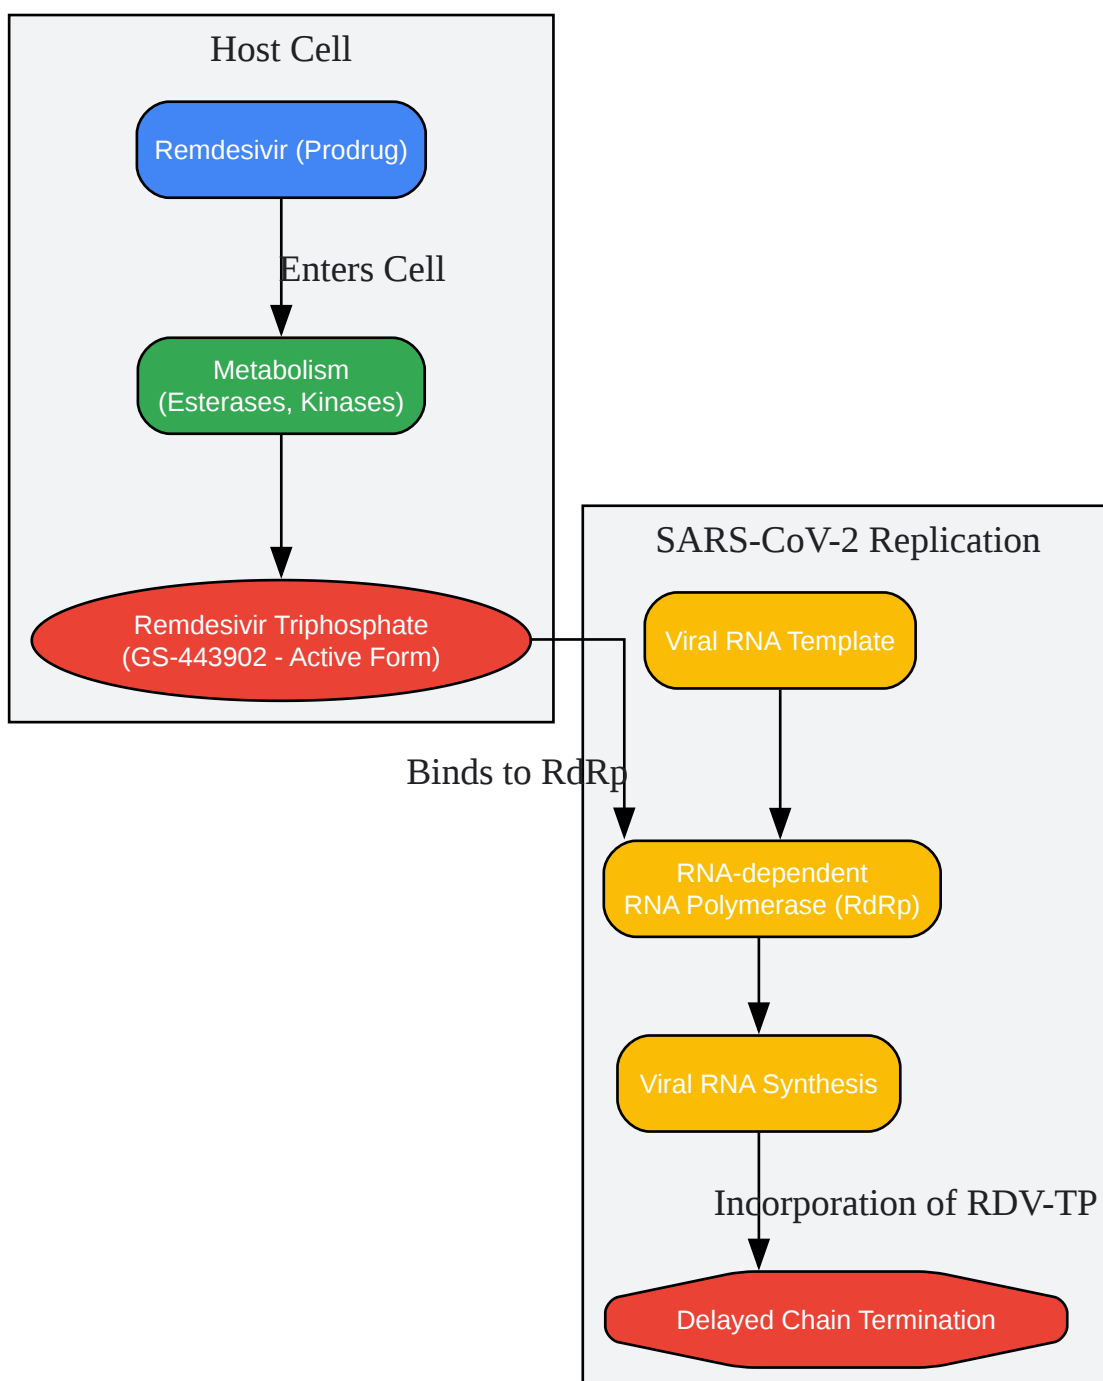 Host Cell
Remdesivir (Prodrug)
Enters Cell
Metabolism
(Esterases, Kinases)
Remdesivir Triphosphate
(GS-443902 - Active Form)
SARS-CoV-2 Replication
Viral RNA Template
Binds to RdRp
RNA-dependent
RNA Polymerase (RdRp)
Viral RNA Synthesis
Incorporation of RDV-TP
Delayed Chain Termination